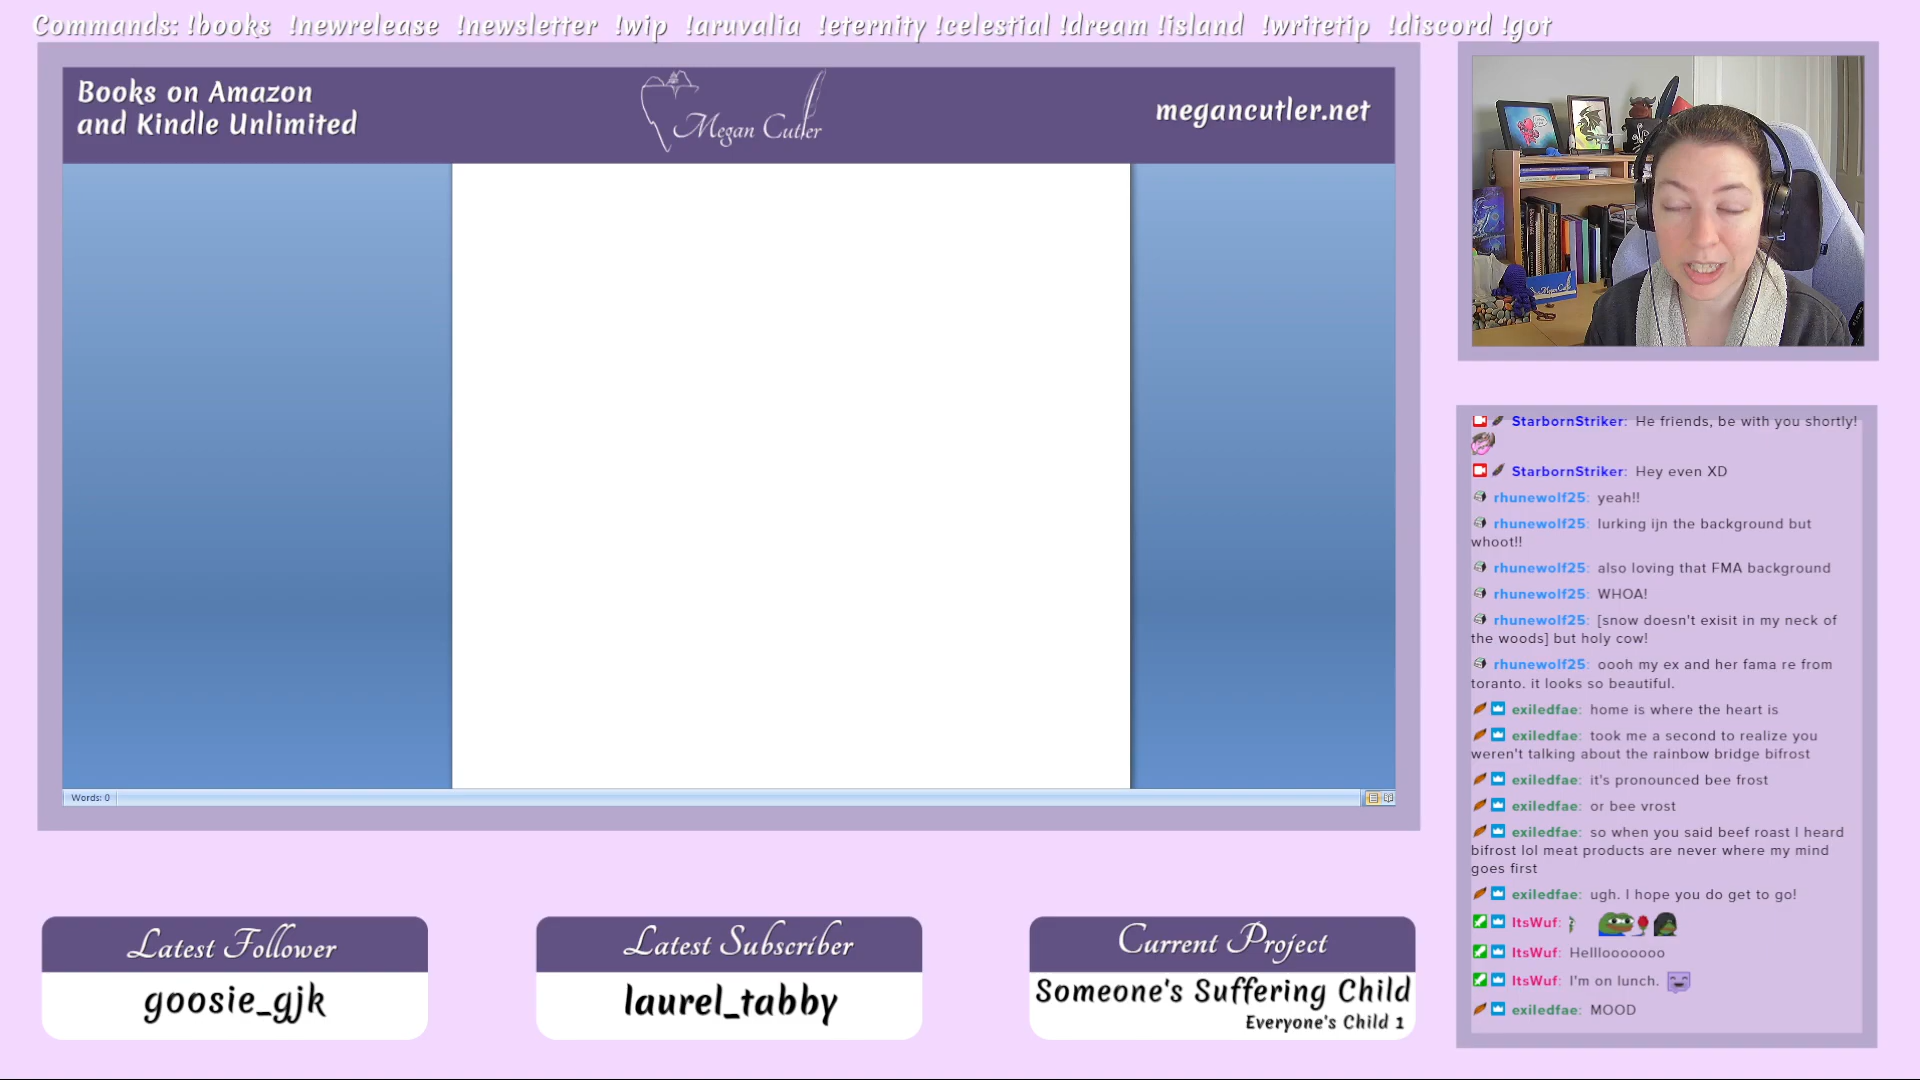 Commands: !books !newrelease !newsletter !wip !aruvalia !eternity !celestial !dream !island !writetip !discord !got
Books on Amazon
and Kindle Unlimited
Megan Cutler
megancutler.net
Words: 0
StarbornStriker: He friends, be with you shortly!
StarbornStriker: Hey even XD
rhunewolf25: yeah!!
rhunewolf25: lurking ijn the background but
whoot!!
rhunewolf25: also loving that FMA background
rhunewolf25: WHOA!
rhunewolf25: [snow doesn't exisit in my neck of
the woods] but holy cow!
rhunewolf25: oooh my ex and her fama re from
toranto. it looks so beautiful.
exiledfae: home is where the heart is
exiledfae: took me a second to realize you
weren't talking about the rainbow bridge bifrost
exiledfae: it's pronounced bee frost
exiledfae: or bee vrost
exiledfae: so when you said beef roast I heard
bifrost lol meat products are never where my mind
goes first
exiledfae: ugh. I hope you do get to go!
ItsWuf:
ItsWuf: Hellloooooo
ItsWuf: I'm on lunch.
exiledfae: MOOD
Latest Follower
goosie_gjk
Latest Subscriber
laurel_tabby
Current Project
Someone's Suffering Child
Everyone's Child 1